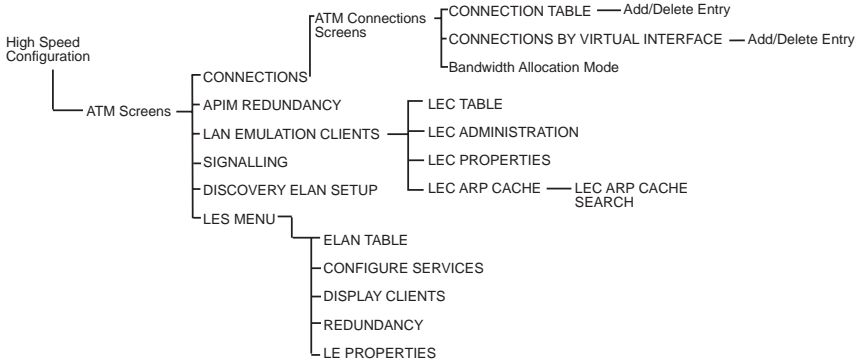 High Speed
Configuration
ATM Screens
CONNECTIONS
ATM Connections
Screens
CONNECTION TABLE
Add/Delete Entry
CONNECTIONS BY VIRTUAL INTERFACE
Add/Delete Entry
Bandwidth Allocation Mode
APIM REDUNDANCY
LAN EMULATION CLIENTS
LEC TABLE
LEC ADMINISTRATION
LEC PROPERTIES
LEC ARP CACHE
LEC ARP CACHE
SEARCH
SIGNALLING
DISCOVERY ELAN SETUP
LES MENU
ELAN TABLE
CONFIGURE SERVICES
DISPLAY CLIENTS
REDUNDANCY
LE PROPERTIES